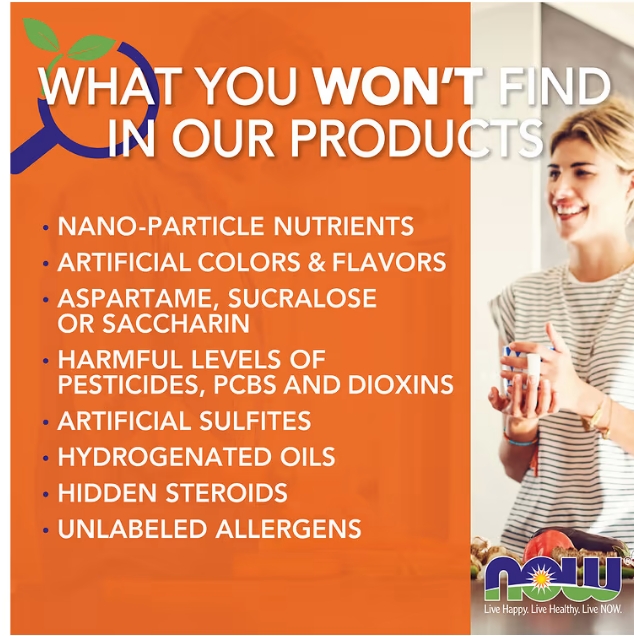 WHAT YOU WON'T FIND
IN OUR PRODUCTS
• NANO-PARTICLE NUTRIENTS
• ARTIFICIAL COLORS & FLAVORS
• ASPARTAME, SUCRALOSE
OR SACCHARIN
• HARMFUL LEVELS OF
PESTICIDES, PCBS AND DIOXINS
• ARTIFICIAL SULFITES
• HYDROGENATED OILS
• HIDDEN STEROIDS
• UNLABELED ALLERGENS
now®
Live Happy. Live Healthy. Live NOW.